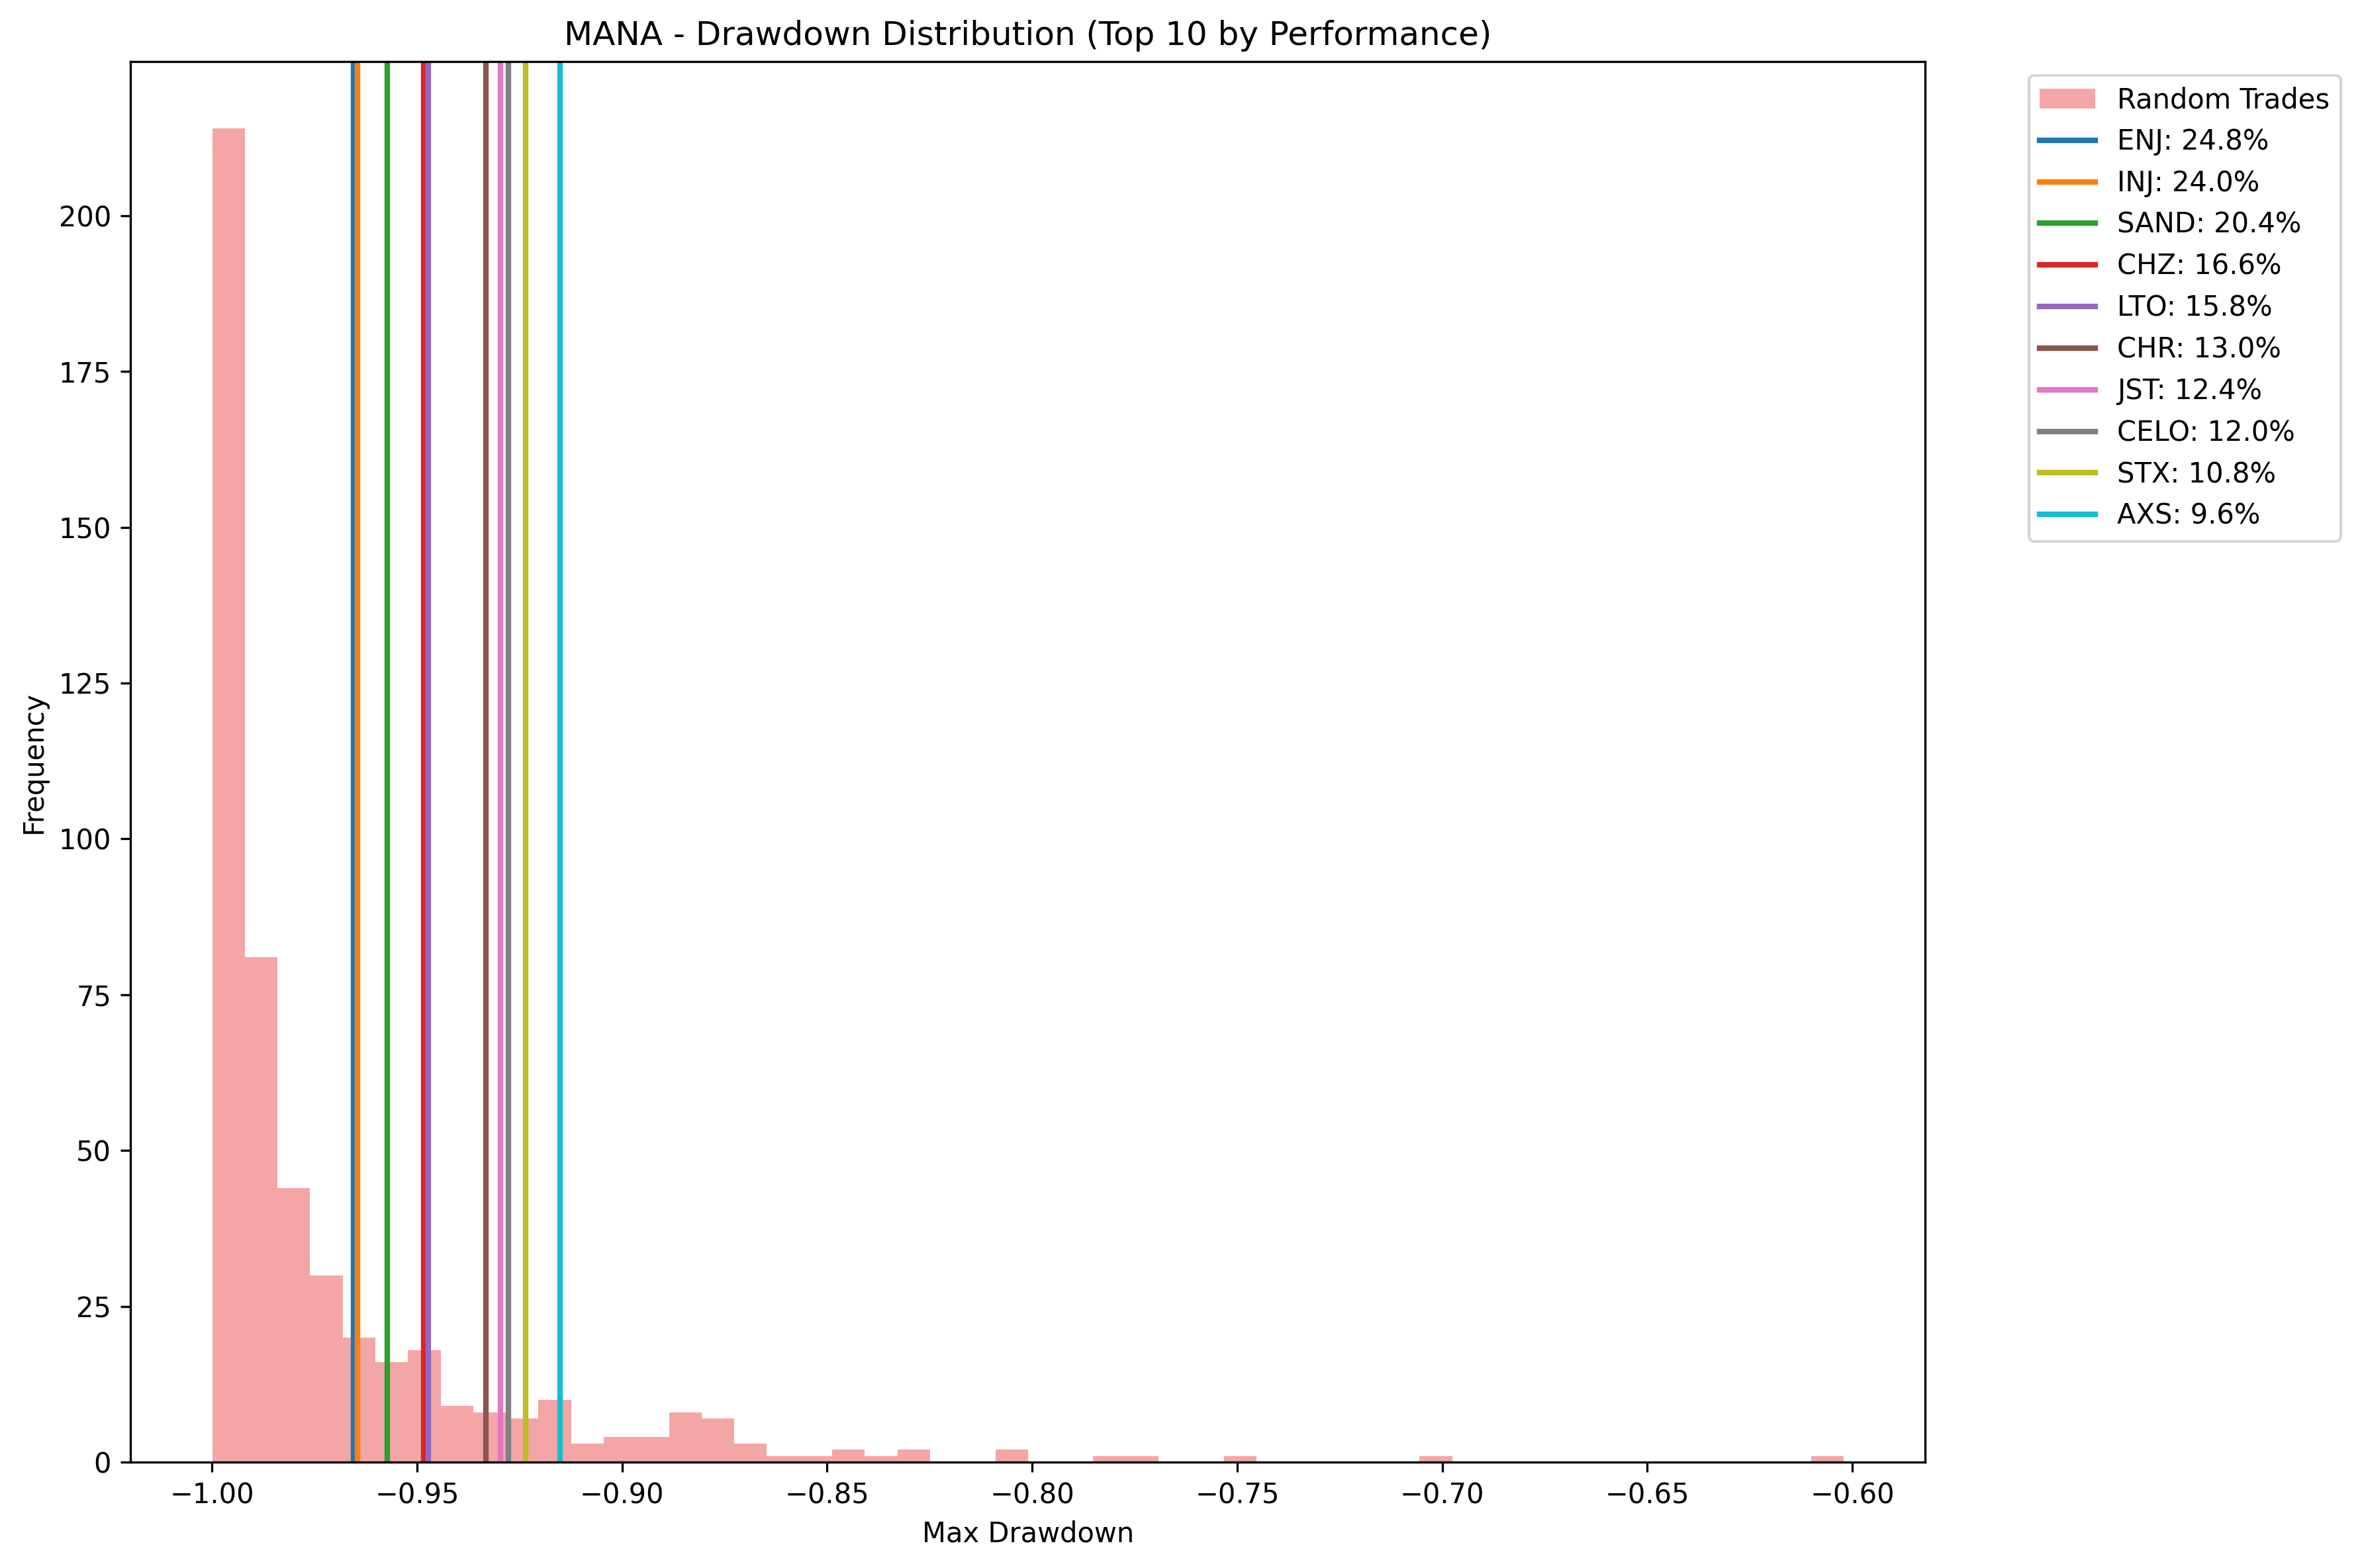 MANA - Drawdown Distribution (Top 10 by Performance)
Frequency
200
175
150
125
100
75
50
25
0
−1.00
−0.95
−0.90
−0.85
−0.80
−0.75
−0.70
−0.65
−0.60
Max Drawdown
Random Trades
ENJ: 24.8%
INJ: 24.0%
SAND: 20.4%
CHZ: 16.6%
LTO: 15.8%
CHR: 13.0%
JST: 12.4%
CELO: 12.0%
STX: 10.8%
AXS: 9.6%